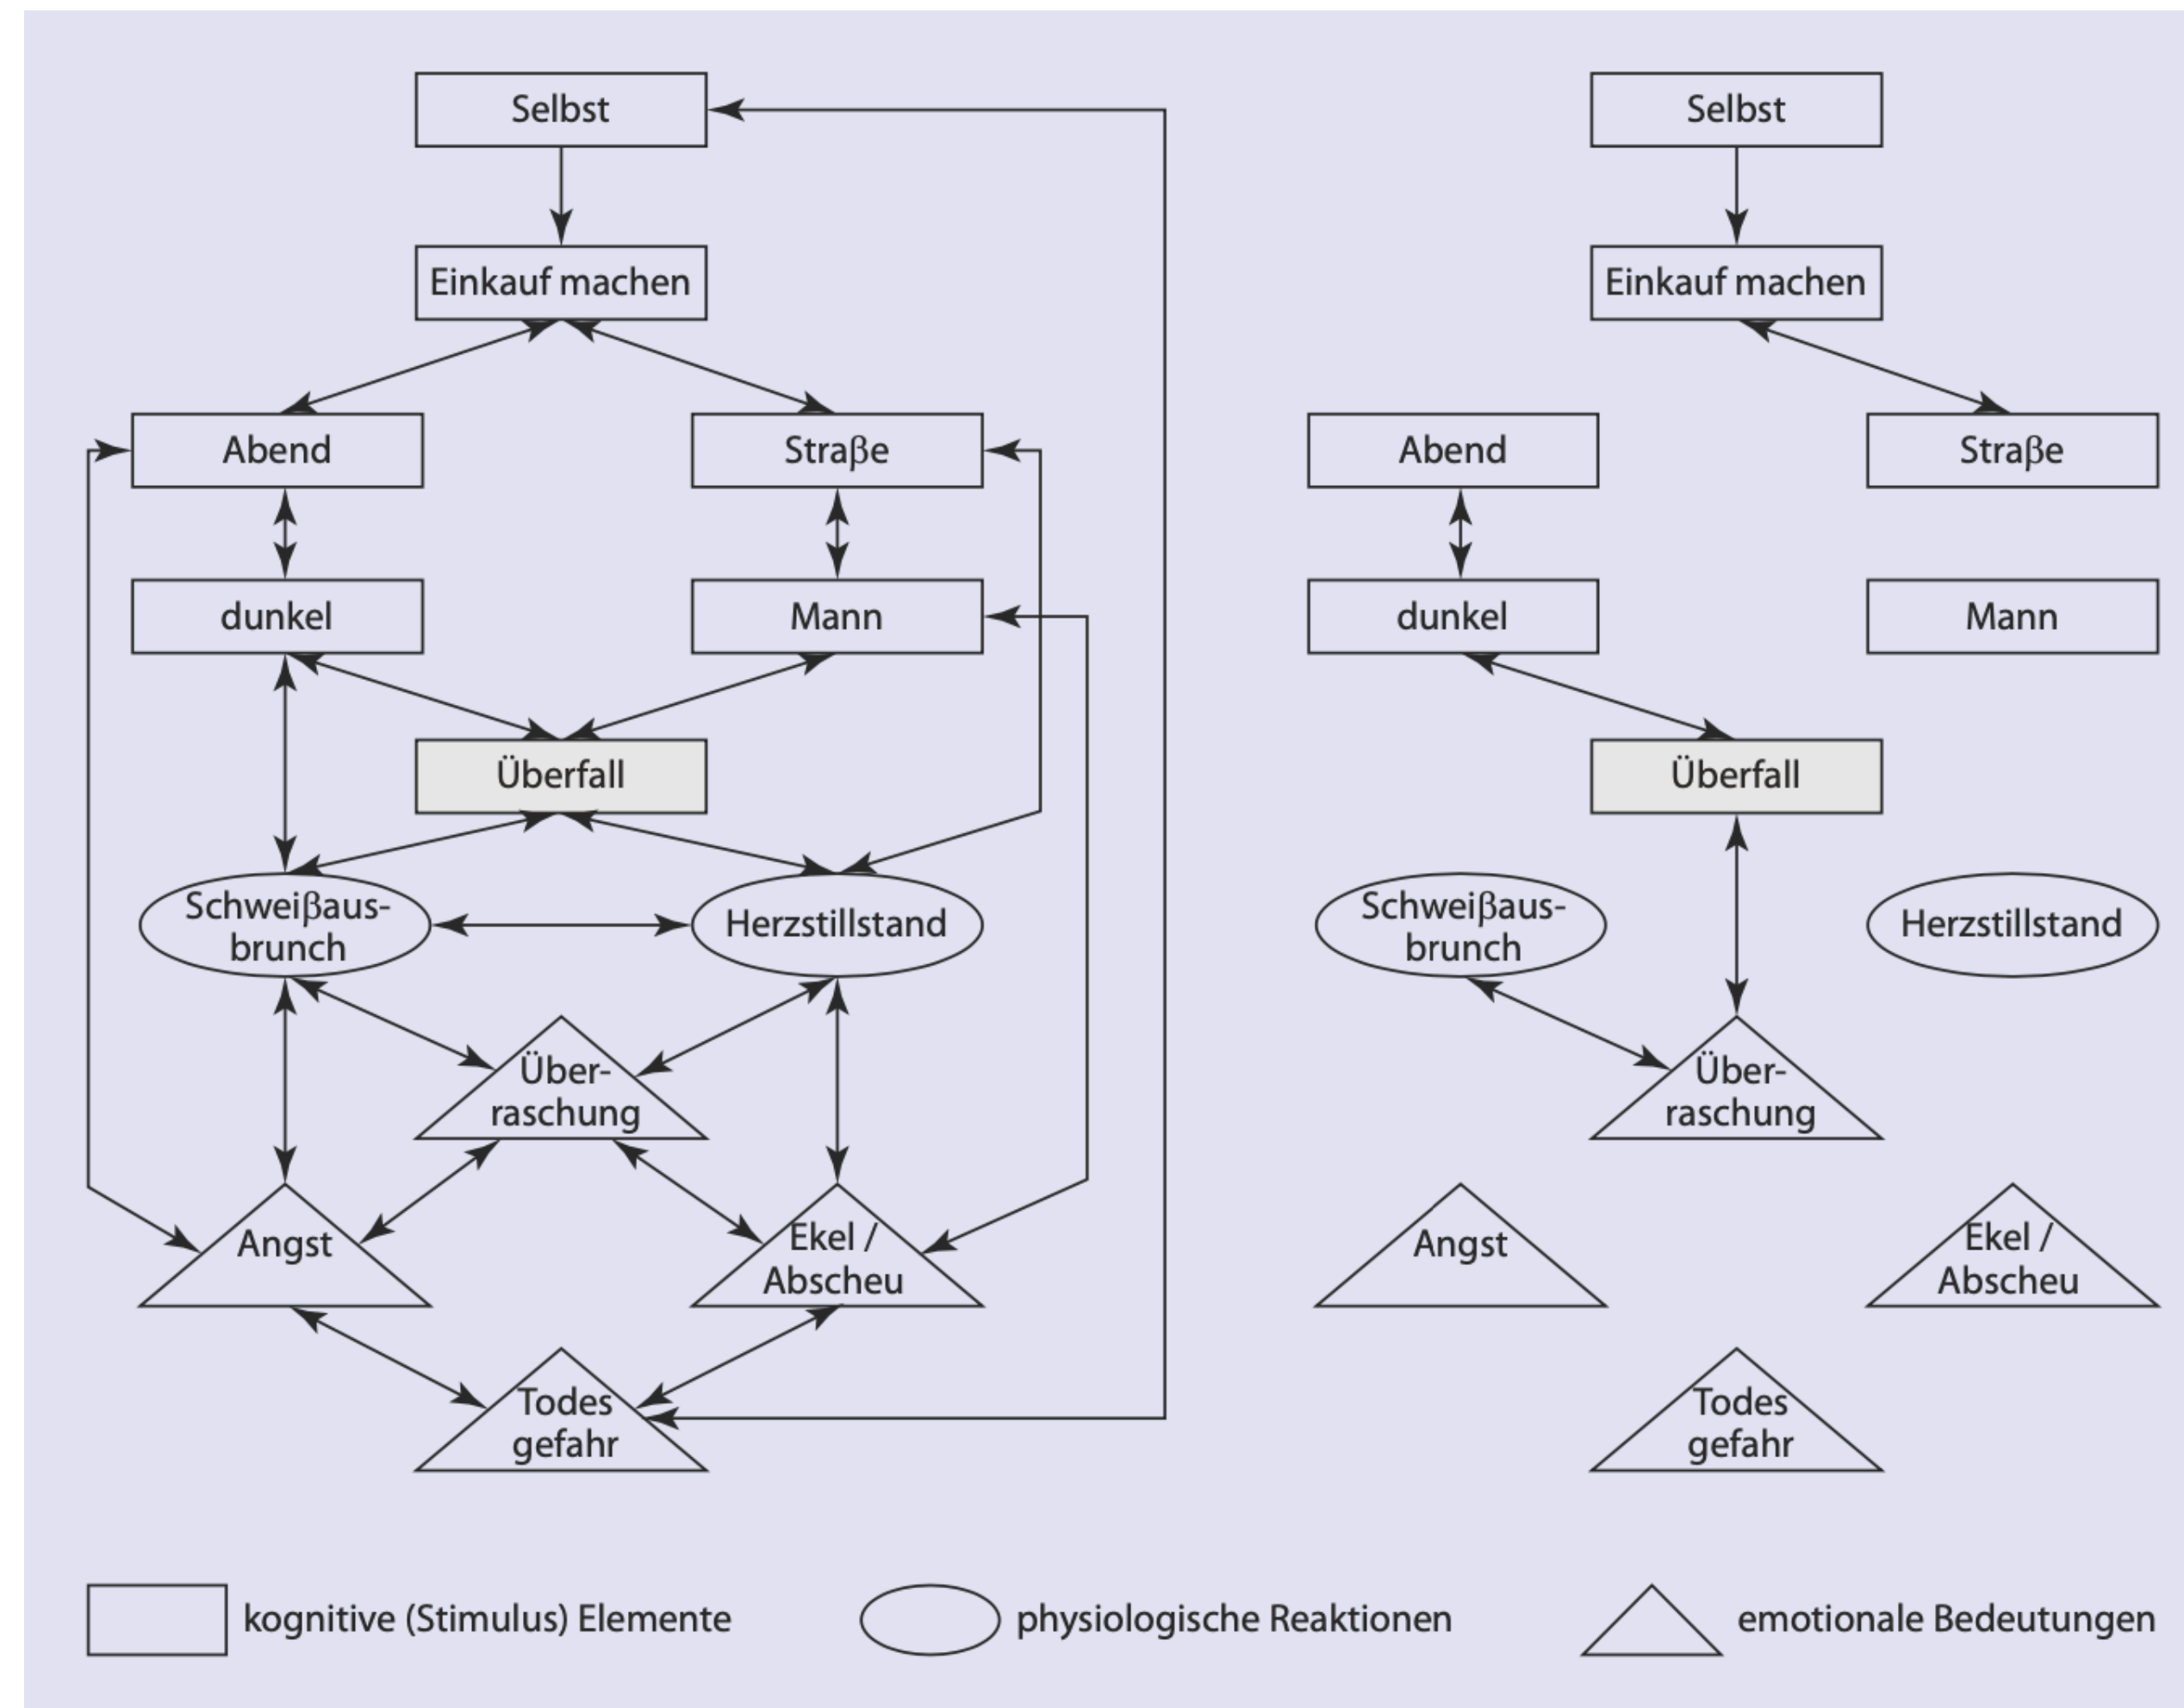 Selbst
Einkauf machen
Abend
Straβe
dunkel
Mann
Überfall
Schweiβaus-
brunch
Herzstillstand
Über-
raschung
Angst
Ekel /
Abscheu
Todes
gefahr
Selbst
Einkauf machen
Abend
Straβe
dunkel
Mann
Überfall
Schweiβaus-
brunch
Herzstillstand
Über-
raschung
Angst
Ekel /
Abscheu
Todes
gefahr
kognitive (Stimulus) Elemente
physiologische Reaktionen
emotionale Bedeutungen